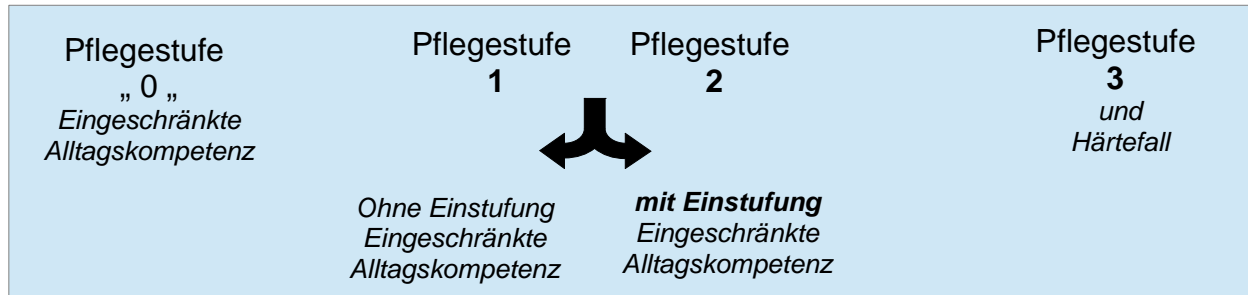 Pflegestufe
„ 0 „
Eingeschränkte
Alltagskompetenz
Pflegestufe
1
Pflegestufe
2
Ohne Einstufung
Eingeschränkte
Alltagskompetenz
mit Einstufung
Eingeschränkte
Alltagskompetenz
Pflegestufe
3
und
Härtefall